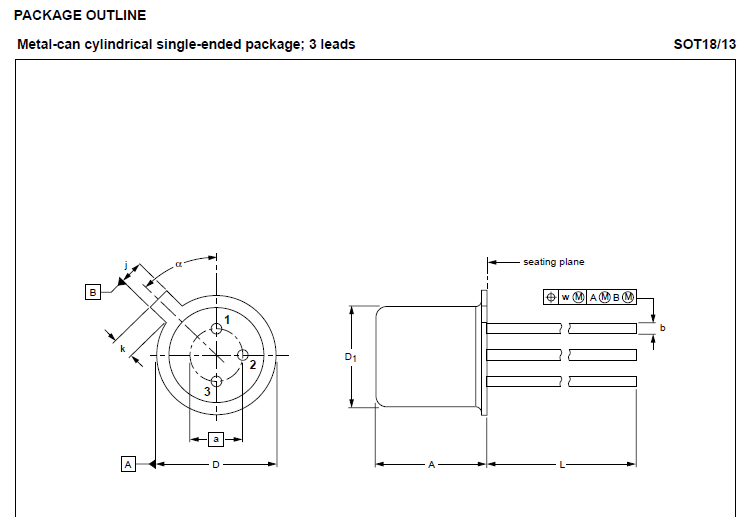 PACKAGE OUTLINE
Metal-can cylindrical single-ended package; 3 leads SOT18/13
seating plane
j
α
B
w M A M B M
1
b
k
D1
2
3
a
A
D
A
L